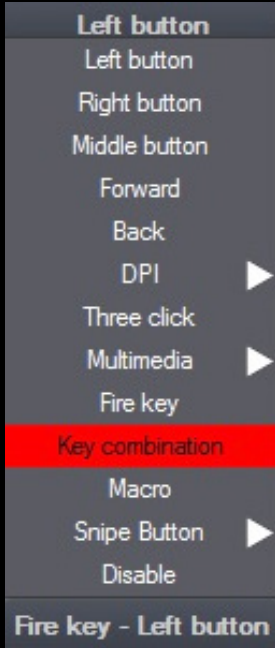 Left button
Left button
Right button
Middle button
Forward
Back
DPI
Three click
Multimedia
Fire key
Key combination
Macro
Snipe Button
Disable
Fire key - Left button